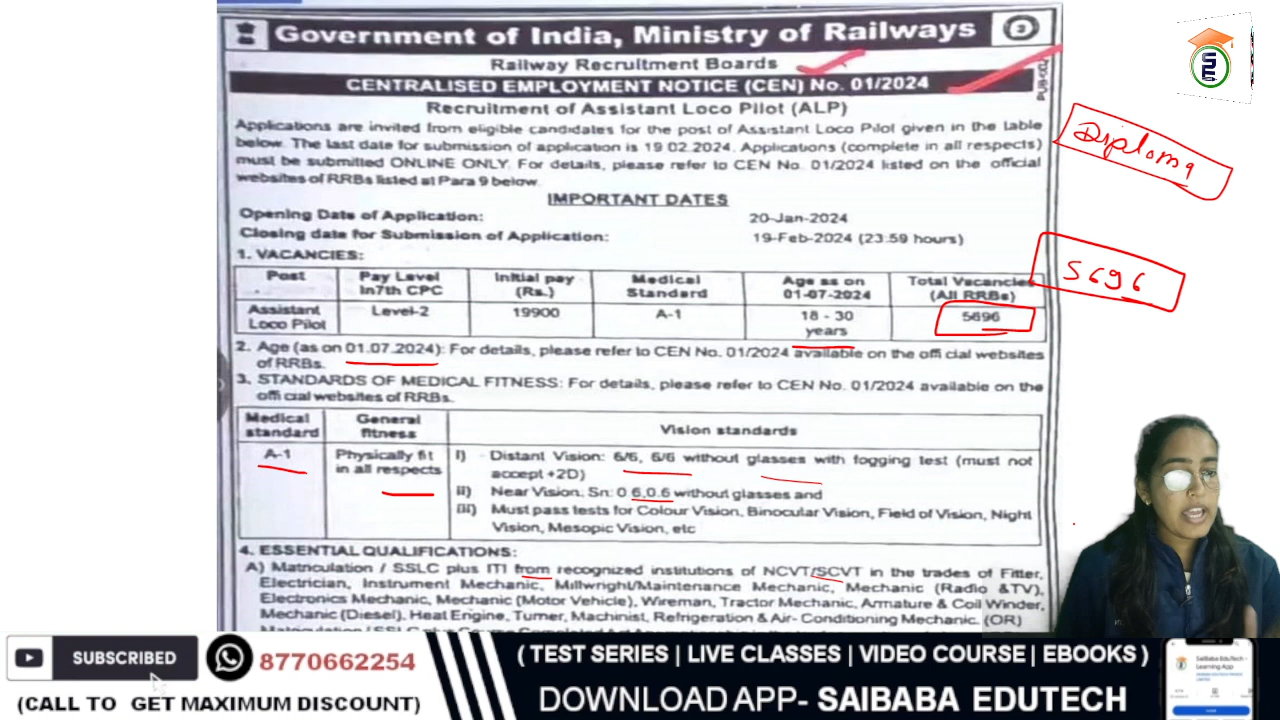 Government of India, Ministry of Railways
Railway Recruitment Boards
CENTRALISED EMPLOYMENT NOTICE (CEN) No. 01/2024
Recruitment of Assistant Loco Pilot (ALP)
Applications are invited from eligible candidates for the post of Assistant Loco Pilot given in the table
below. The last date for submission of application is 19.02.2024. Applications (complete in all respects)
must be submitted ONLINE ONLY. For details, please refer to CEN No. 01/2024 listed on the official
websites of RRBs listed at Para 9 below.
Diploma
IMPORTANT DATES
Opening Date of Application: 20-Jan-2024
Closing date for Submission of Application: 19-Feb-2024 (23.59 hours)
1. VACANCIES:
Post Pay Level Initial pay Medical Age as on Total Vacancies
In7th CPC (Rs.) Standard 01-07-2024 (All RRBs)
Assistant Level-2 19900 A-1 18 - 30 5696
Loco Pilot years
5696
2. Age (as on 01.07.2024): For details, please refer to CEN No. 01/2024 available on the official websites
of RRBs.
3. STANDARDS OF MEDICAL FITNESS: For details, please refer to CEN No. 01/2024 available on the
official websites of RRBs.
Medical General Vision standards
standard fitness
A-1 Physically fit i) Distant Vision: 6/6, 6/6 without glasses with fogging test (must not
in all respects accept +2D)
ii) Near Vision, Sn: 0 6,0.6 without glasses and
iii) Must pass tests for Colour Vision, Binocular Vision, Field of Vision, Night
Vision, Mesopic Vision, etc
4. ESSENTIAL QUALIFICATIONS:
A) Matriculation / SSLC plus ITI from recognized institutions of NCVT/SCVT in the trades of Fitter,
Electrician, Instrument Mechanic, Millwright/Maintenance Mechanic, Mechanic (Radio &TV),
Electronics Mechanic, Mechanic (Motor Vehicle), Wireman, Tractor Mechanic, Armature & Coil Winder,
Mechanic (Diesel), Heat Engine, Turner, Machinist, Refrigeration & Air- Conditioning Mechanic. (OR)
SUBSCRIBED
8770662254
(CALL TO GET MAXIMUM DISCOUNT)
( TEST SERIES | LIVE CLASSES | VIDEO COURSE | EBOOKS )
DOWNLOAD APP- SAIBABA EDUTECH
SaiBaba EduTech -
Learning App